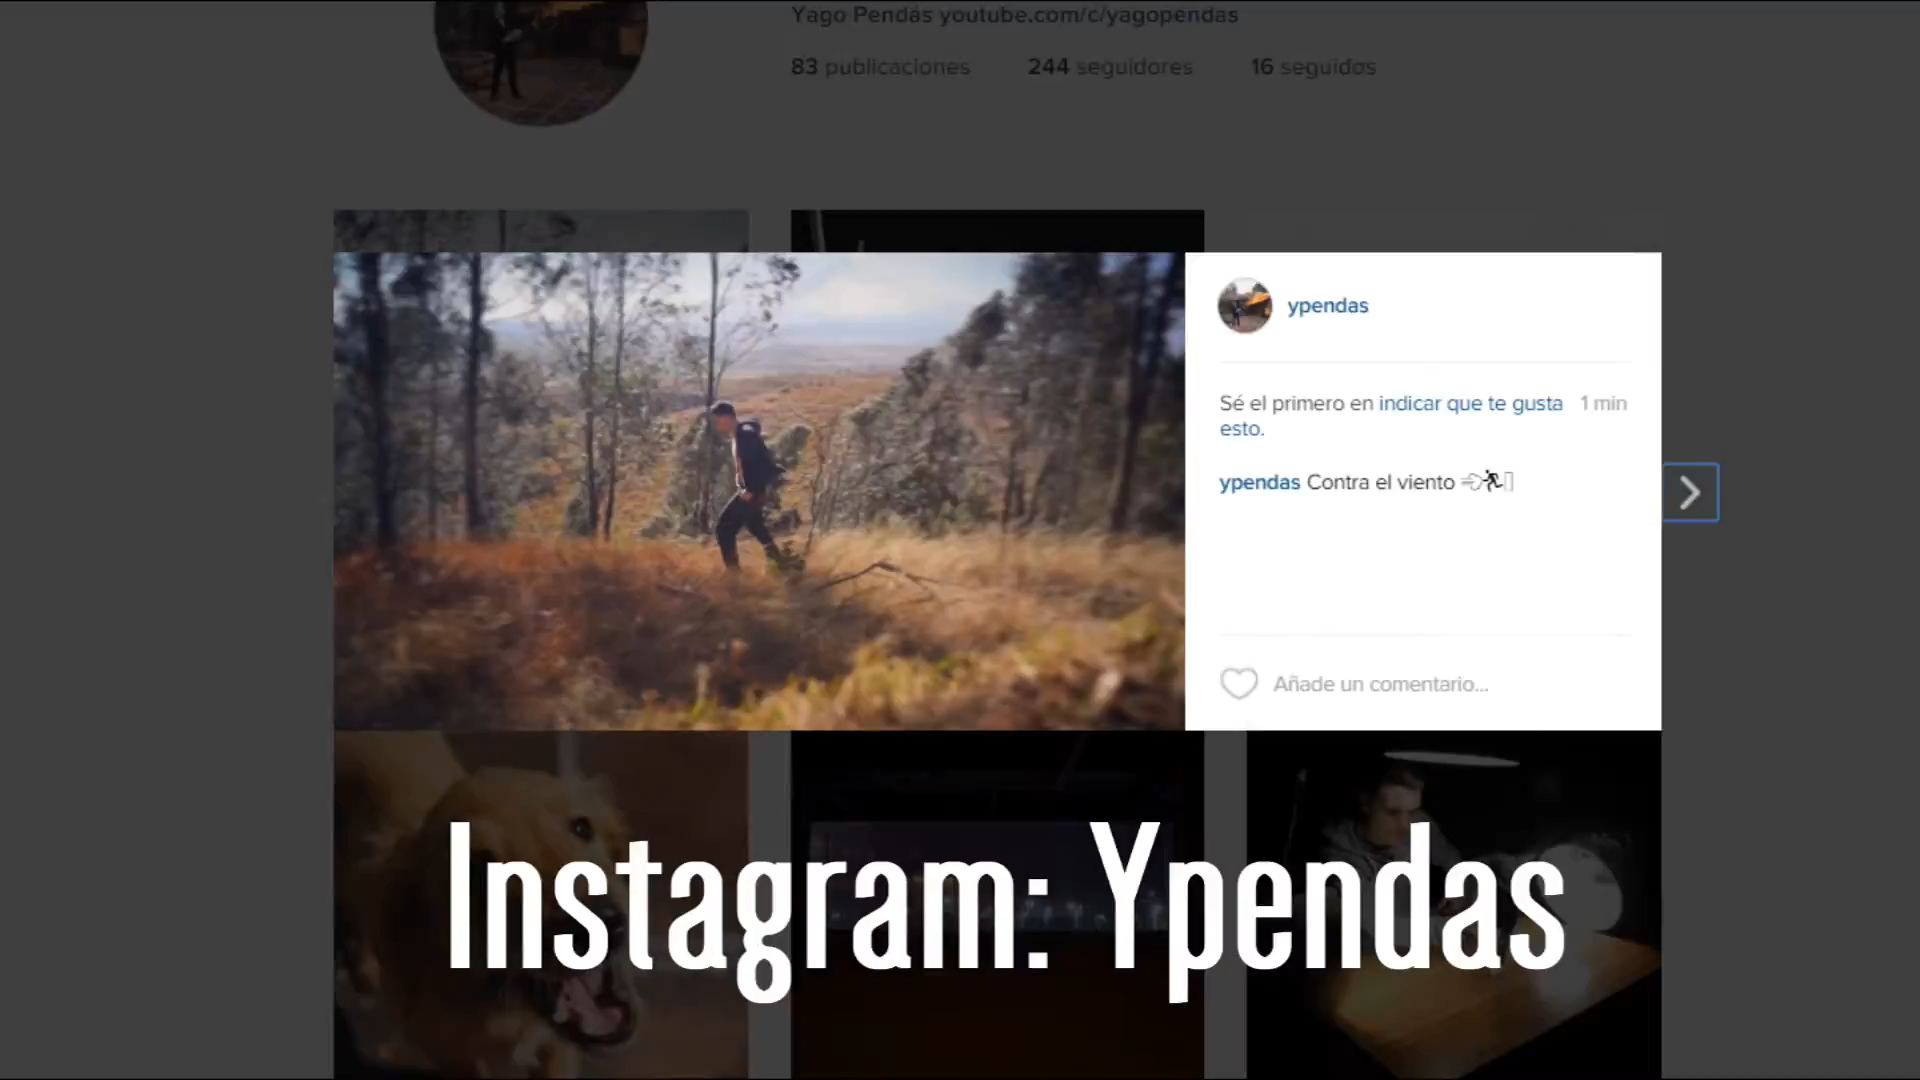 Yago Pendás youtube.com/c/yagopendas
83 publicaciones 244 seguidores 16 seguidos
ypendas
Sé el primero en indicar que te gusta 1 min
esto.
ypendas Contra el viento
Añade un comentario...
Instagram: Ypendas